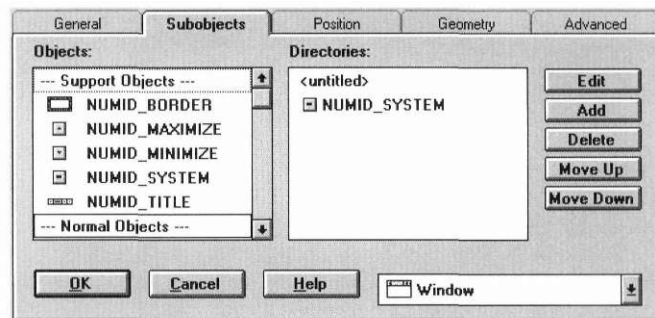 General Subobjects Position Geometry Advanced
Objects:
--- Support Objects ---
NUMID_BORDER
NUMID_MAXIMIZE
NUMID_MINIMIZE
NUMID_SYSTEM
NUMID_TITLE
--- Normal Objects ---
Directories:
<untitled>
NUMID_SYSTEM
Edit
Add
Delete
Move Up
Move Down
OK Cancel Help Window